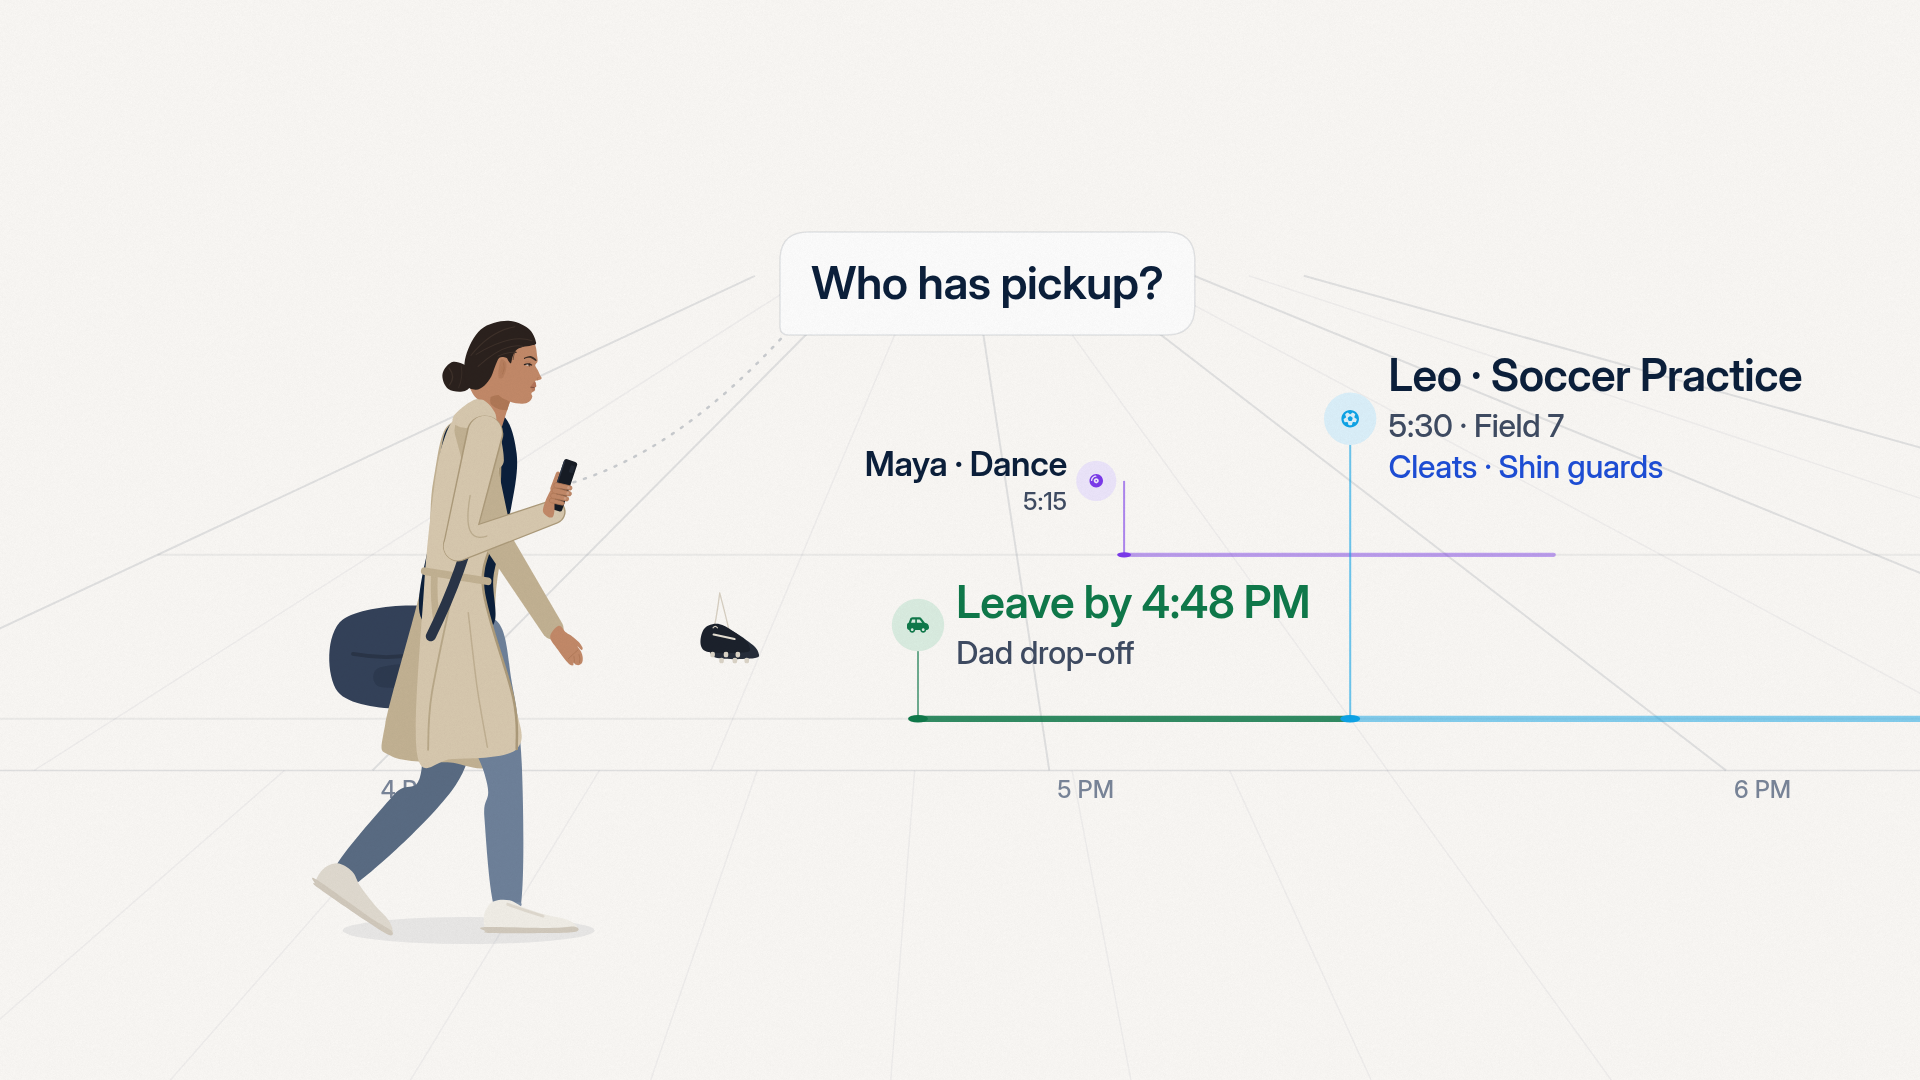 Who has pickup?
Leo · Soccer Practice
5:30 · Field 7
Cleats · Shin guards
Maya · Dance
5:15
Leave by 4:48 PM
Dad drop-off
4 P
5 PM
6 PM